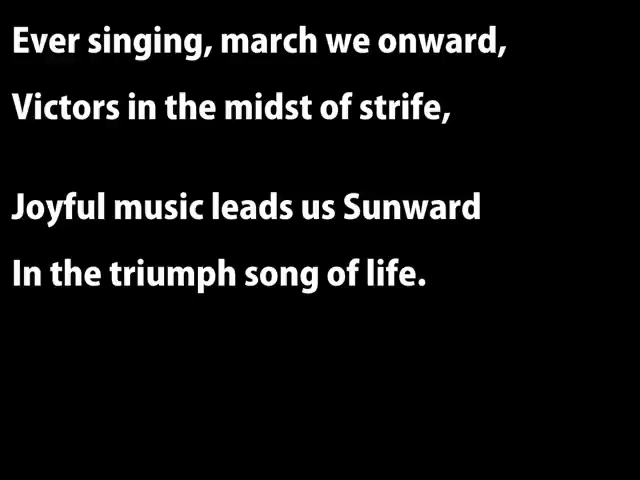 Ever singing, march we onward,
Victors in the midst of strife,
Joyful music leads us Sunward
In the triumph song of life.